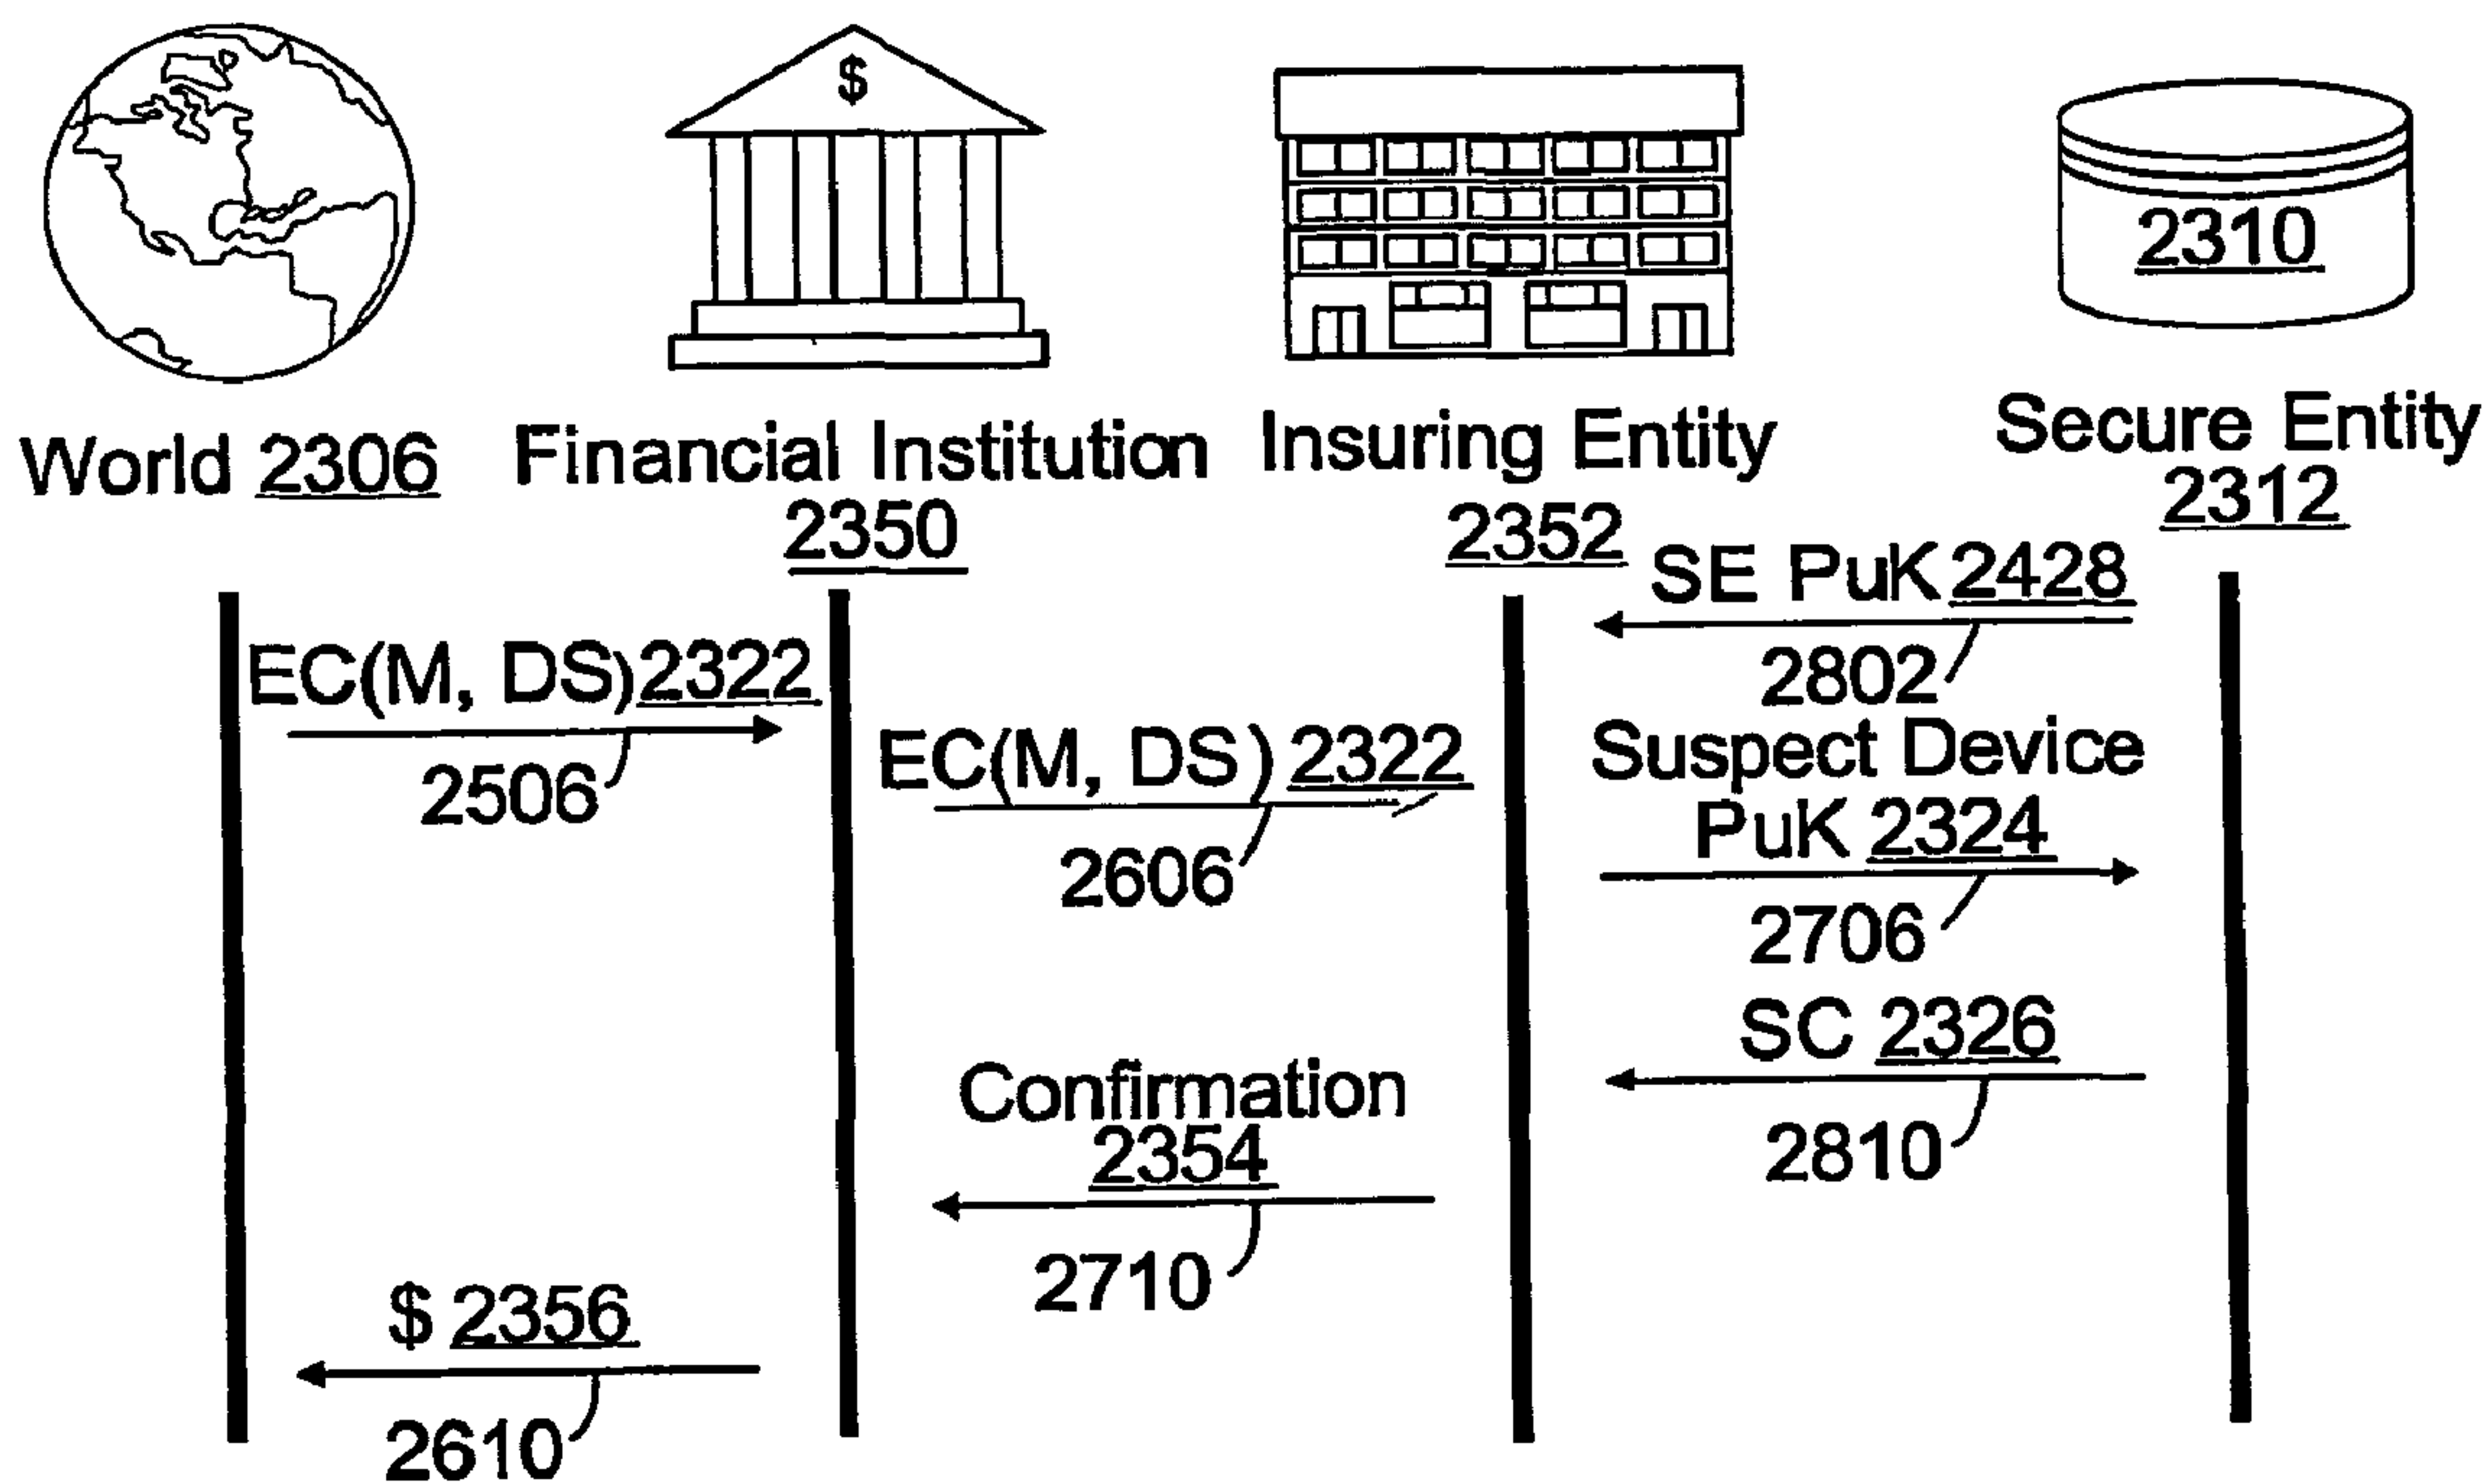 $
2310
World 2306
Financial Institution
2350
Insuring Entity
2352
Secure Entity
2312
SE PuK 2428
2802
EC(M, DS) 2322
2506
EC(M, DS) 2322
2606
Suspect Device
PuK 2324
2706
SC 2326
2810
Confirmation
2354
2710
$ 2356
2610